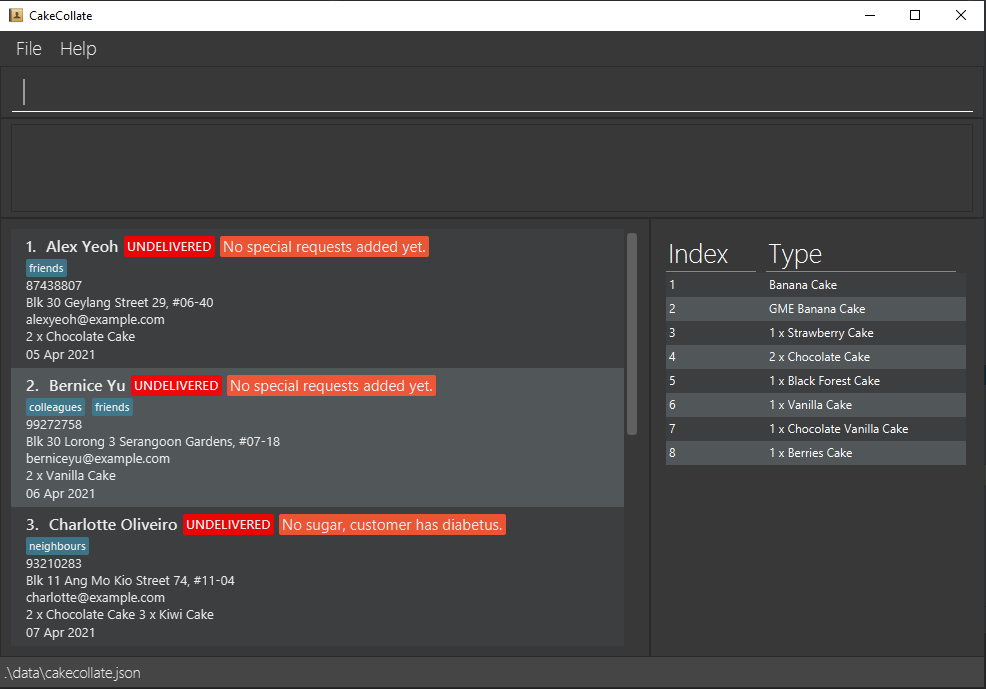 CakeCollate
File Help
1. Alex Yeoh UNDELIVERED No special requests added yet.
friends
87438807
Blk 30 Geylang Street 29, #06-40
alexyeoh@example.com
2 x Chocolate Cake
05 Apr 2021
2. Bernice Yu UNDELIVERED No special requests added yet.
colleagues friends
99272758
Blk 30 Lorong 3 Serangoon Gardens, #07-18
berniceyu@example.com
2 x Vanilla Cake
06 Apr 2021
3. Charlotte Oliveiro UNDELIVERED No sugar, customer has diabetus.
neighbours
93210283
Blk 11 Ang Mo Kio Street 74, #11-04
charlotte@example.com
2 x Chocolate Cake 3 x Kiwi Cake
07 Apr 2021
Index Type
1 Banana Cake
2 GME Banana Cake
3 1 x Strawberry Cake
4 2 x Chocolate Cake
5 1 x Black Forest Cake
6 1 x Vanilla Cake
7 1 x Chocolate Vanilla Cake
8 1 x Berries Cake
.\data\cakecollate.json